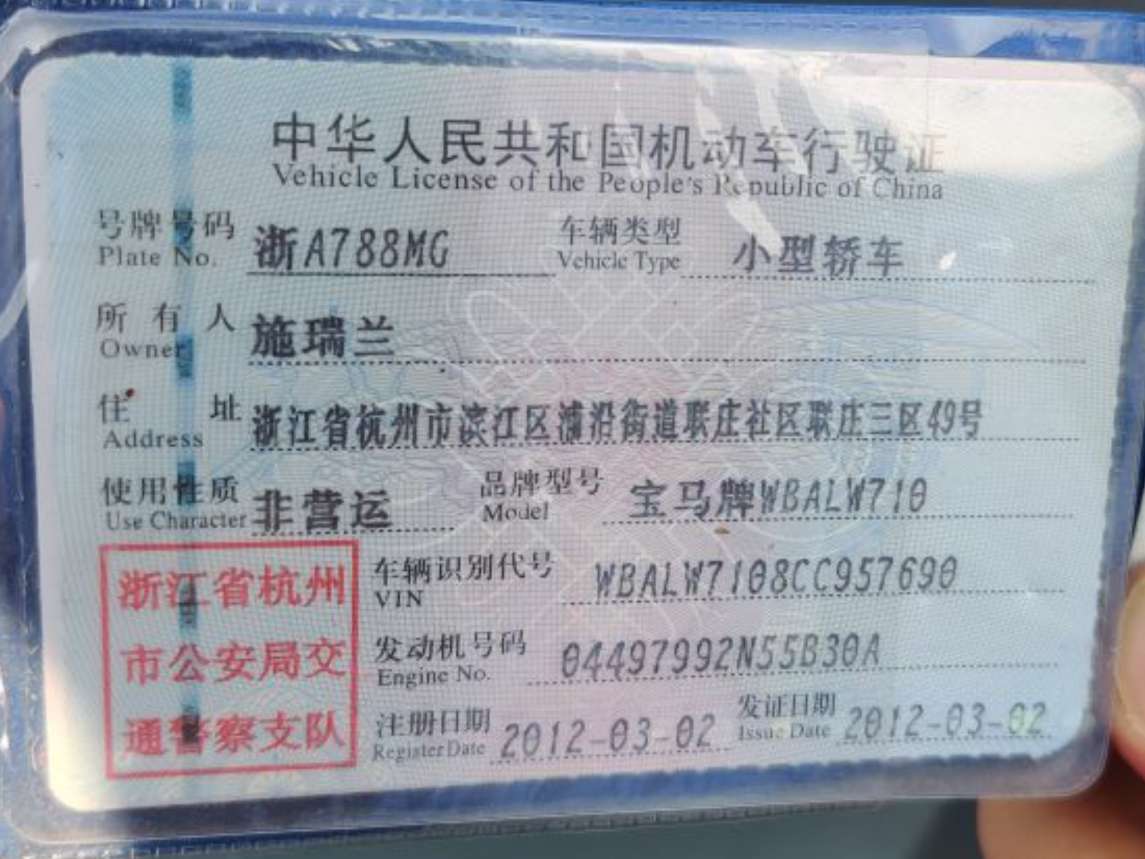 中华人民共和国机动车行驶证
Vehicle License of the People's Republic of China
号牌号码 浙A788MG 车辆类型 小型轿车
Plate No. Vehicle Type
所有人 施瑞兰
Owner
住址 浙江省杭州市滨江区浦沿街道联庄社区联庄三区49号
Address
使用性质 非营运 品牌型号 宝马牌WBALW710
Use Character Model
浙江省杭州
市公安局交
通警察支队
车辆识别代号 WBALW7108CC957690
VIN
发动机号码 04497992N55B30A
Engine No.
注册日期 2012-03-02 发证日期 2012-03-02
Register Date Issue Date